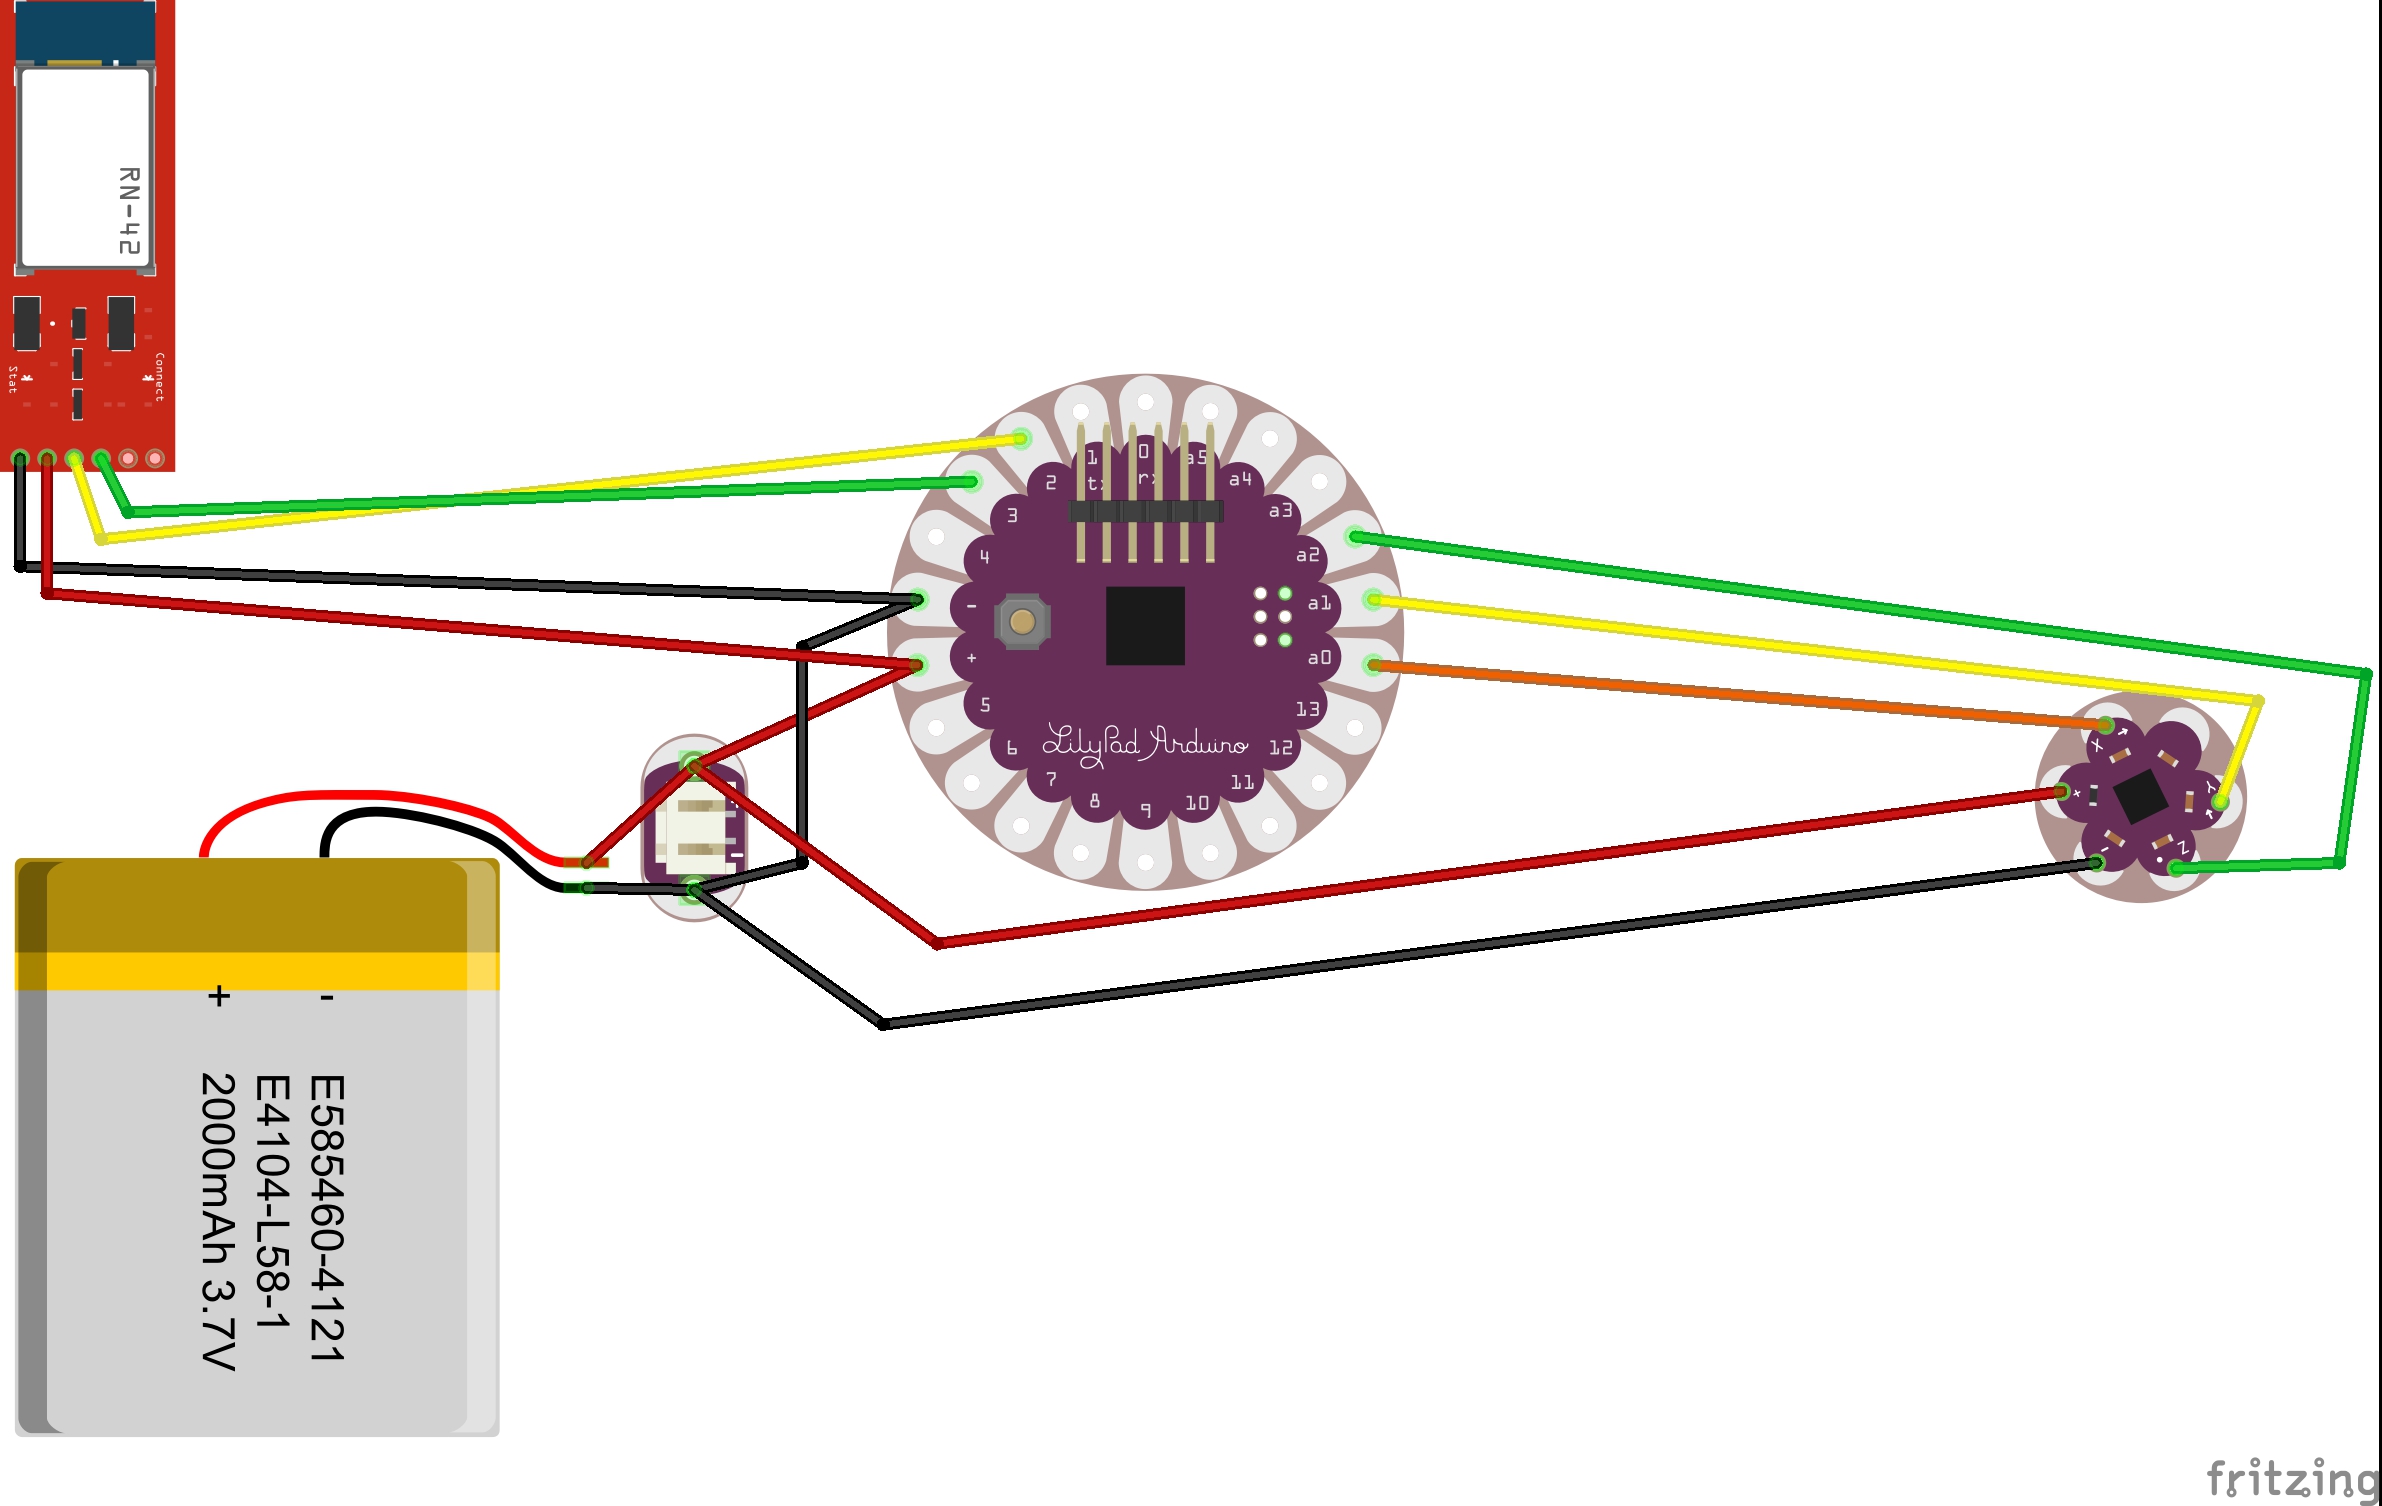 RN-42
Stat
Connect
1
tx
0
rx
a5
a4
a3
a2
a1
a0
13
12
11
10
9
8
7
6
5
+
-
4
3
2
LilyPad Arduino
X
+
-
Z
Y
-
+ -
E585460-4121
E4104-L58-1
2000mAh 3.7V
fritzing